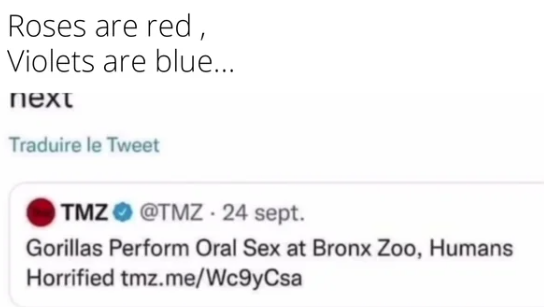 Roses are red ,
Violets are blue...
next
Traduire le Tweet
TMZ @TMZ · 24 sept.
Gorillas Perform Oral Sex at Bronx Zoo, Humans
Horrified tmz.me/Wc9yCsa